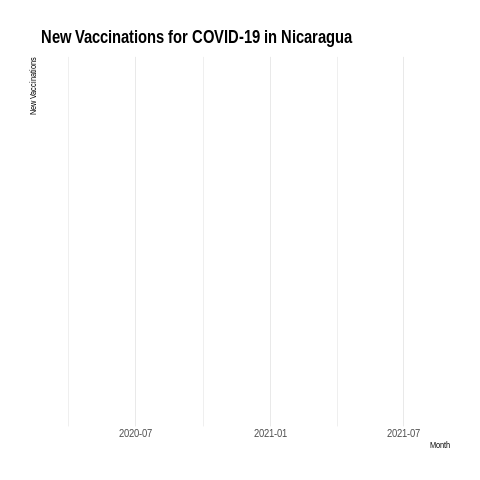 New Vaccinations for COVID-19 in Nicaragua
New Vaccinations
2020-07
2021-01
2021-07
Month